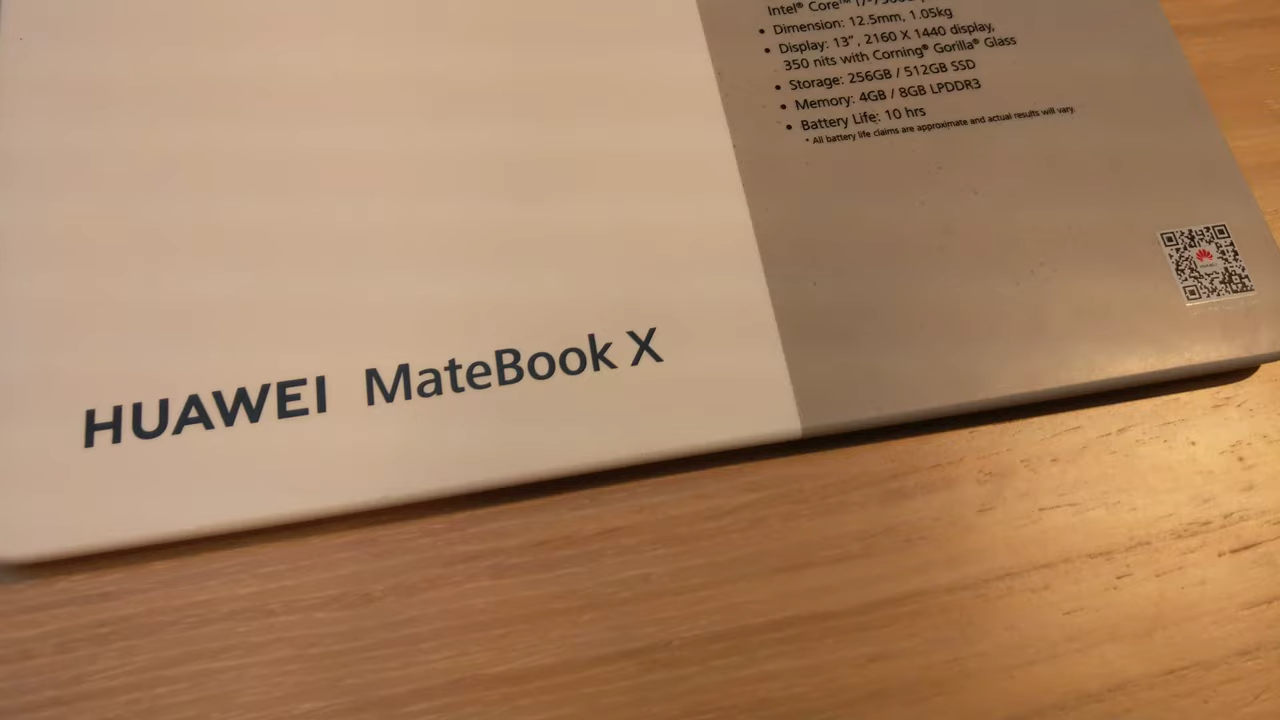 HUAWEI MateBook X
Intel® Core™
• Dimension: 12.5mm, 1.05kg
• Display: 13", 2160 X 1440 display,
350 nits with Corning® Gorilla® Glass
• Storage: 256GB / 512GB SSD
• Memory: 4GB / 8GB LPDDR3
• Battery Life: 10 hrs
* All battery life claims are approximate and actual results will vary.